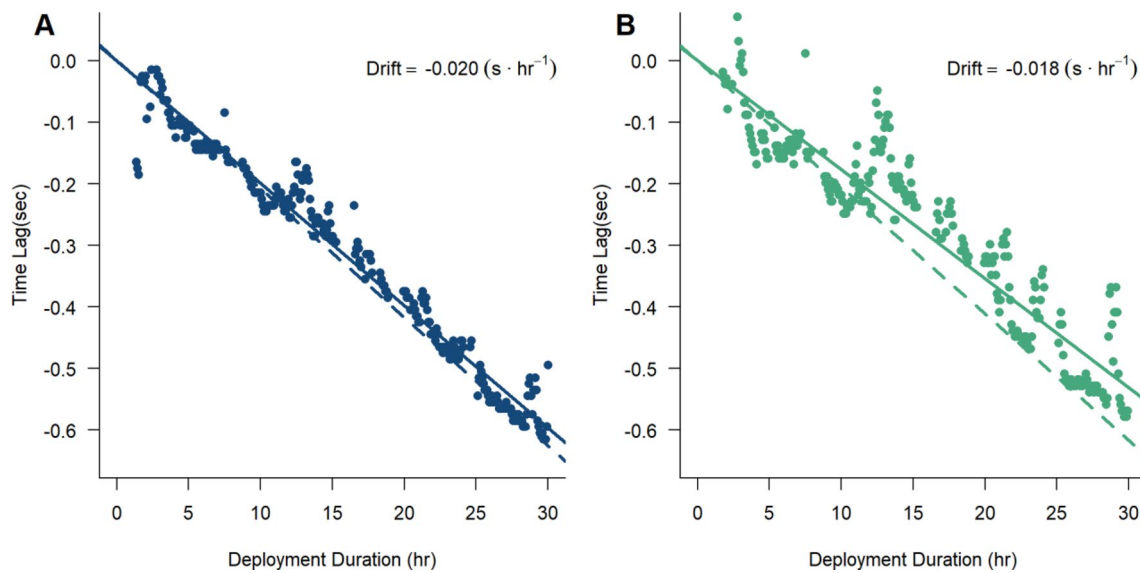 A
Drift = -0.020 (s · hr⁻¹)
0.0
-0.1
-0.2
-0.3
-0.4
-0.5
-0.6
Time Lag(sec)
0 5 10 15 20 25 30
Deployment Duration (hr)
B
Drift = -0.018 (s · hr⁻¹)
0.0
-0.1
-0.2
-0.3
-0.4
-0.5
-0.6
Time Lag(sec)
0 5 10 15 20 25 30
Deployment Duration (hr)